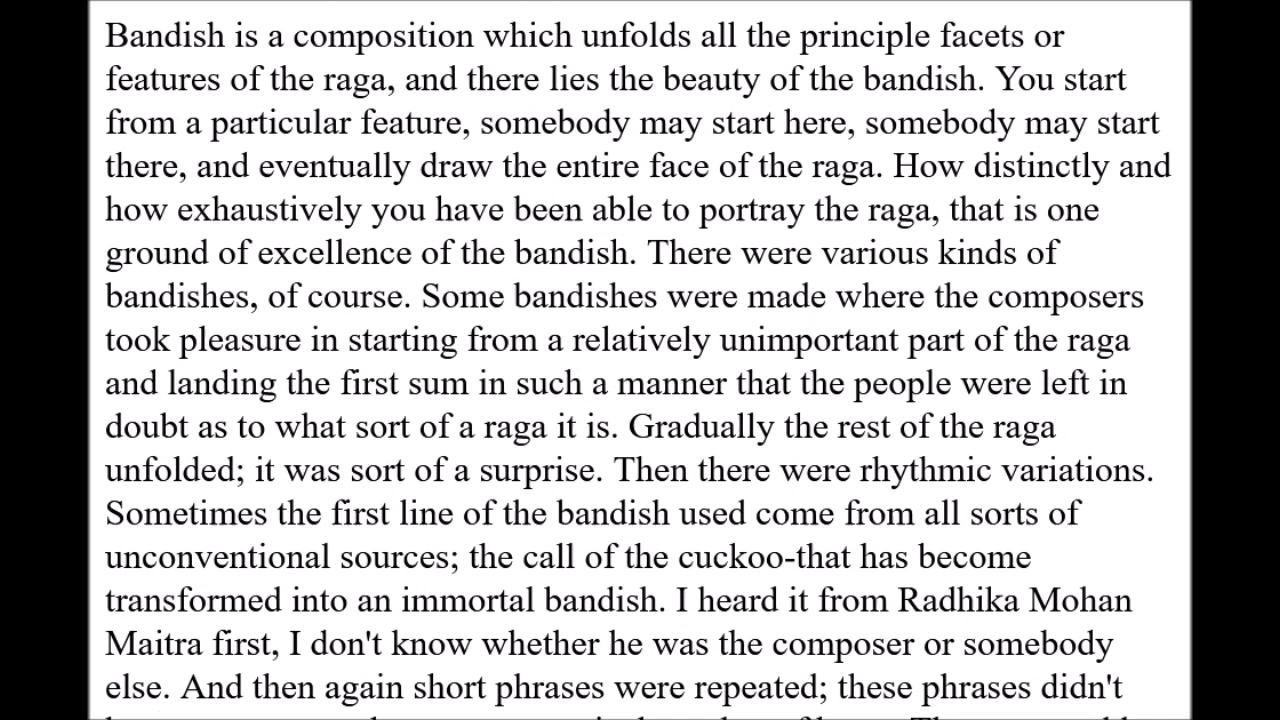 Bandish is a composition which unfolds all the principle facets or
features of the raga, and there lies the beauty of the bandish. You start
from a particular feature, somebody may start here, somebody may start
there, and eventually draw the entire face of the raga. How distinctly and
how exhaustively you have been able to portray the raga, that is one
ground of excellence of the bandish. There were various kinds of
bandishes, of course. Some bandishes were made where the composers
took pleasure in starting from a relatively unimportant part of the raga
and landing the first sum in such a manner that the people were left in
doubt as to what sort of a raga it is. Gradually the rest of the raga
unfolded; it was sort of a surprise. Then there were rhythmic variations.
Sometimes the first line of the bandish used come from all sorts of
unconventional sources; the call of the cuckoo-that has become
transformed into an immortal bandish. I heard it from Radhika Mohan
Maitra first, I don't know whether he was the composer or somebody
else. And then again short phrases were repeated; these phrases didn't